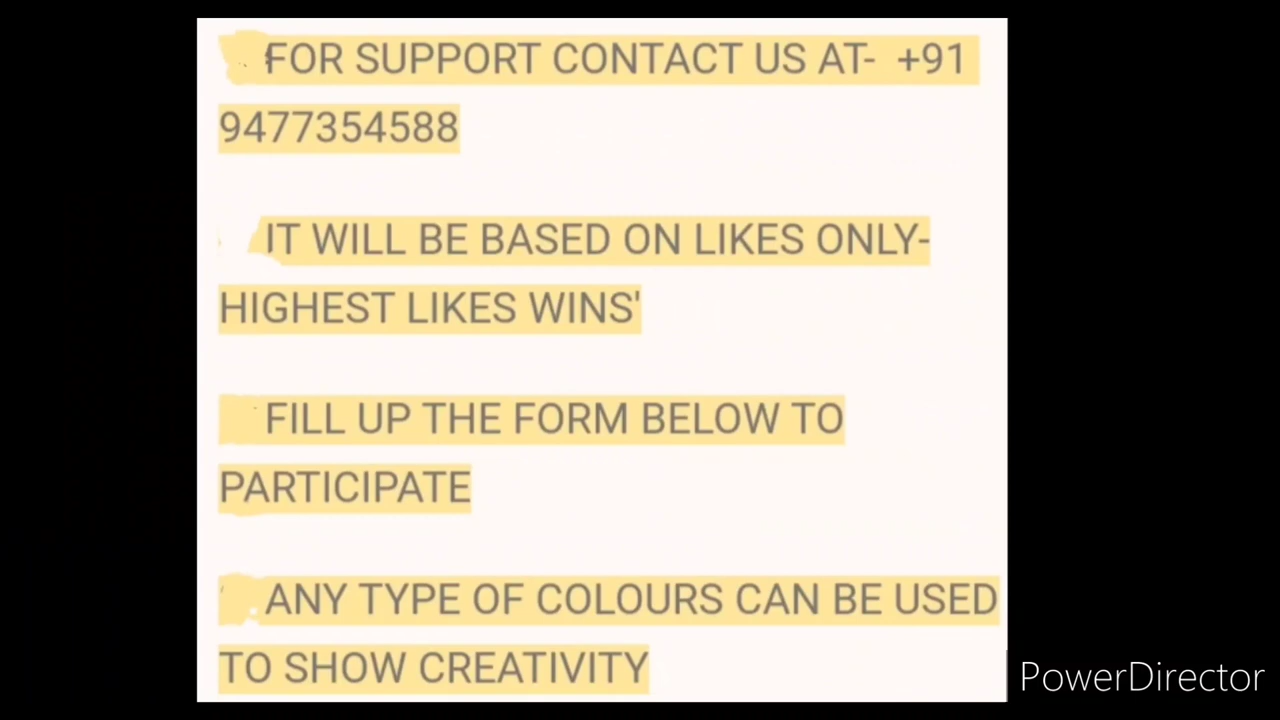 FOR SUPPORT CONTACT US AT- +91
9477354588
IT WILL BE BASED ON LIKES ONLY-
HIGHEST LIKES WINS'
FILL UP THE FORM BELOW TO
PARTICIPATE
ANY TYPE OF COLOURS CAN BE USED
TO SHOW CREATIVITY
PowerDirector